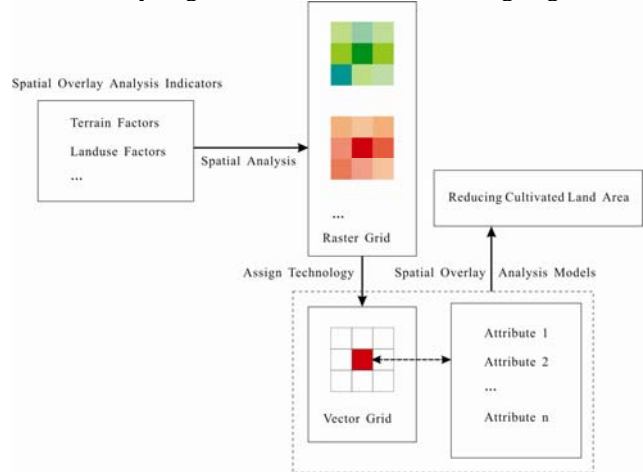 Spatial Overlay Analysis Indicators
Terrain Factors
Landuse Factors
...
Spatial Analysis
...
Raster Grid
Reducing Cultivated Land Area
Assign Technology
Spatial Overlay Analysis Models
Vector Grid
Attribute 1
Attribute 2
...
Attribute n